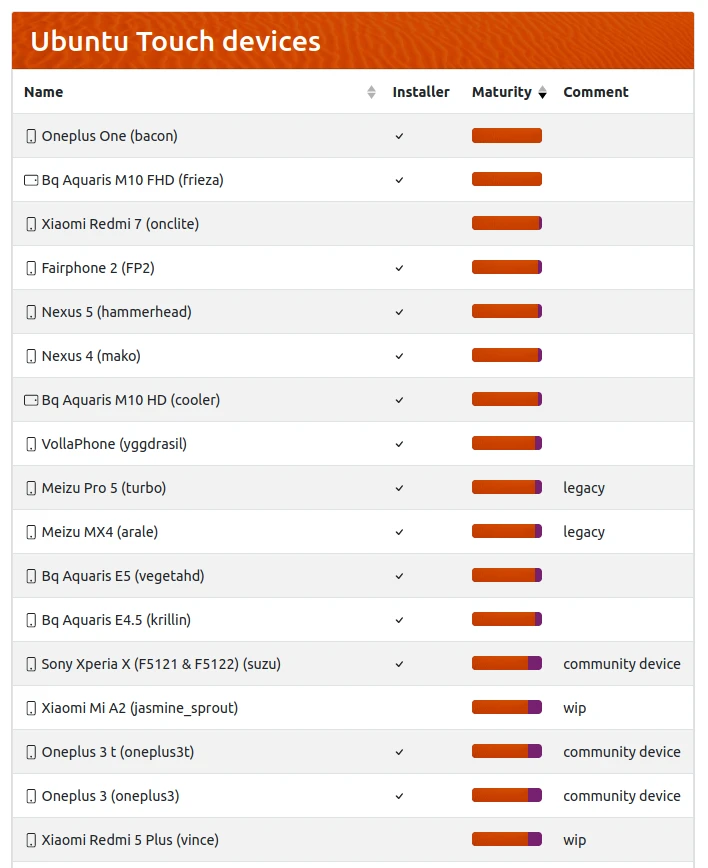 Ubuntu Touch devices
Name Installer Maturity Comment
Oneplus One (bacon)
Bq Aquaris M10 FHD (frieza)
Xiaomi Redmi 7 (onclite)
Fairphone 2 (FP2)
Nexus 5 (hammerhead)
Nexus 4 (mako)
Bq Aquaris M10 HD (cooler)
VollaPhone (yggdrasil)
Meizu Pro 5 (turbo) legacy
Meizu MX4 (arale) legacy
Bq Aquaris E5 (vegetahd)
Bq Aquaris E4.5 (krillin)
Sony Xperia X (F5121 & F5122) (suzu) community device
Xiaomi Mi A2 (jasmine_sprout) wip
Oneplus 3 t (oneplus3t) community device
Oneplus 3 (oneplus3) community device
Xiaomi Redmi 5 Plus (vince) wip